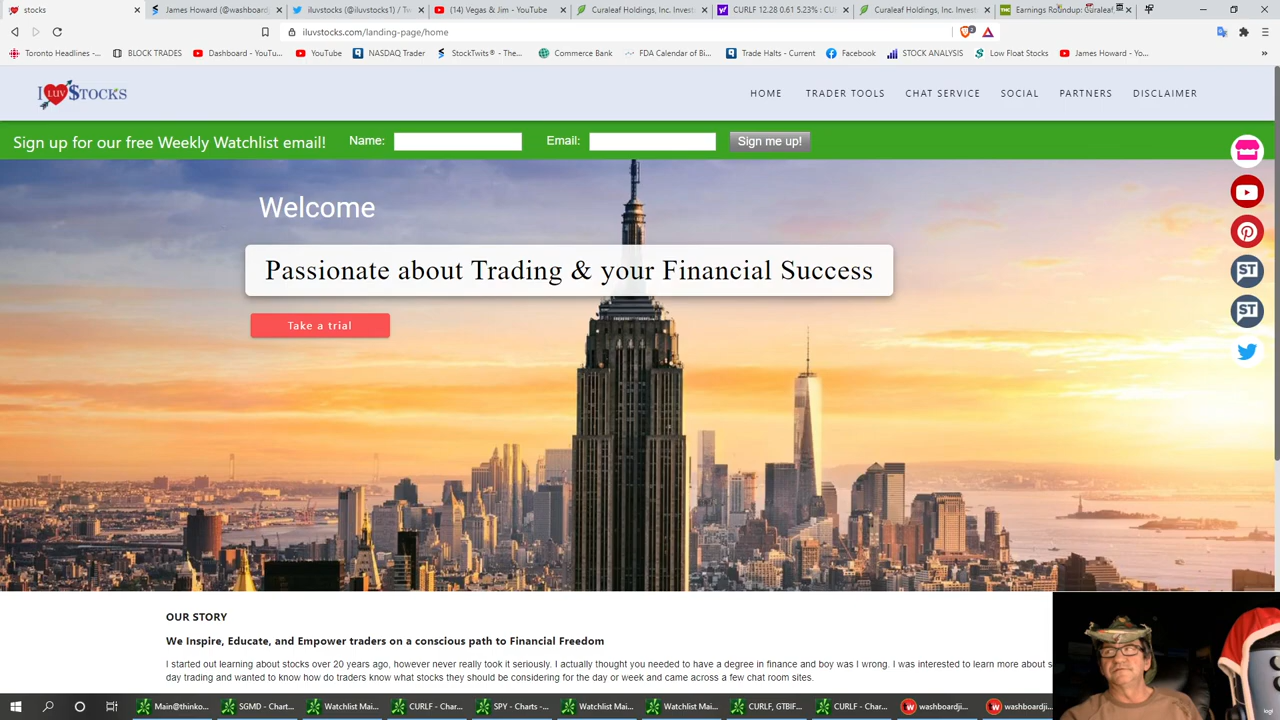 stocks
James Howard (@washboard
iluvstocks (@iluvstocks1) / Tw
(14) Vegas & Jim - YouTube
Curaleaf Holdings, Inc. Invest
CURLF 12.28 0.61 5.23% : CU
Curaleaf Holdings, Inc. Invest
Earnings Roundup: Curaleaf
iluvstocks.com/landing-page/home
Toronto Headlines -...
BLOCK TRADES
Dashboard - YouTu...
YouTube
NASDAQ Trader
StockTwits® - The...
Commerce Bank
FDA Calendar of Bi...
Trade Halts - Current
Facebook
STOCK ANALYSIS
Low Float Stocks
James Howard - Yo...
»
I LUV $TOCKS
HOME TRADER TOOLS CHAT SERVICE SOCIAL PARTNERS DISCLAIMER
Sign up for our free Weekly Watchlist email! Name: Email: Sign me up!
Welcome
Passionate about Trading & your Financial Success
Take a trial
ST
ST
OUR STORY
We Inspire, Educate, and Empower traders on a conscious path to Financial Freedom
I started out learning about stocks over 20 years ago, however never really took it seriously. I actually thought you needed to have a degree in finance and boy was I wrong. I was interested to learn more about s
day trading and wanted to know how do traders know what stocks they should be considering for the day or week and came across a few chat room sites.
Main@thinko...
SGMD - Chart...
Watchlist Mai...
CURLF - Char...
SPY - Charts -...
Watchlist Mai...
Watchlist Mai...
CURLF, GTBIF...
CURLF - Char...
washboardji...
washboardji...
logi